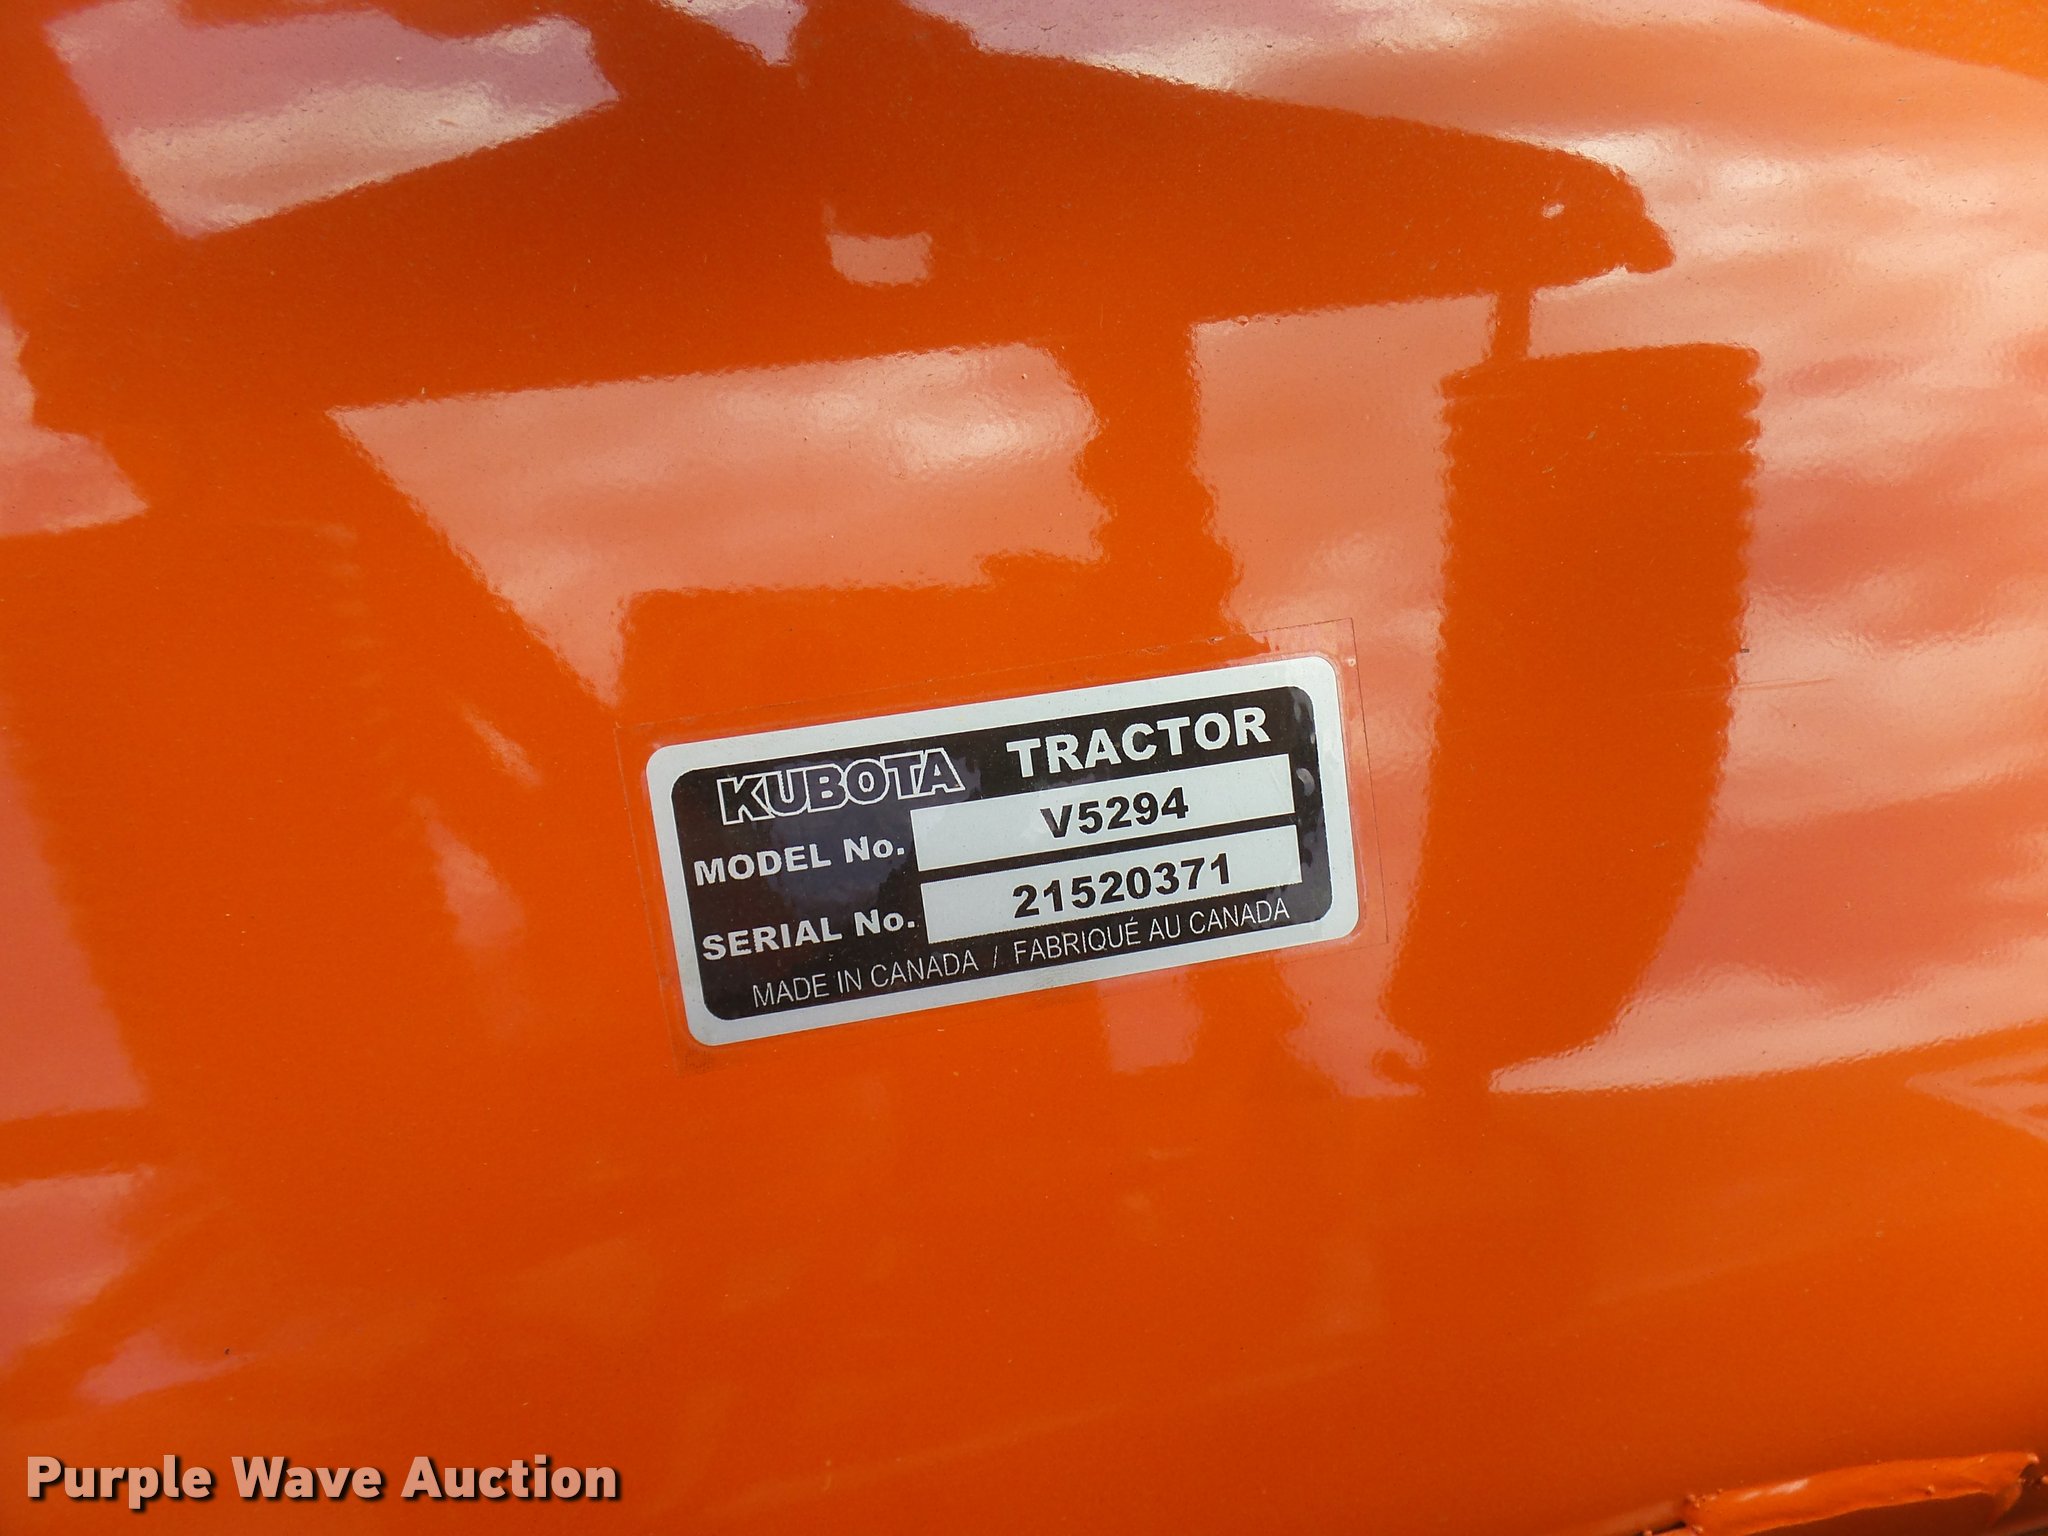 KUBOTA TRACTOR
MODEL No. V5294
SERIAL No. 21520371
MADE IN CANADA / FABRIQUÉ AU CANADA
Purple Wave Auction